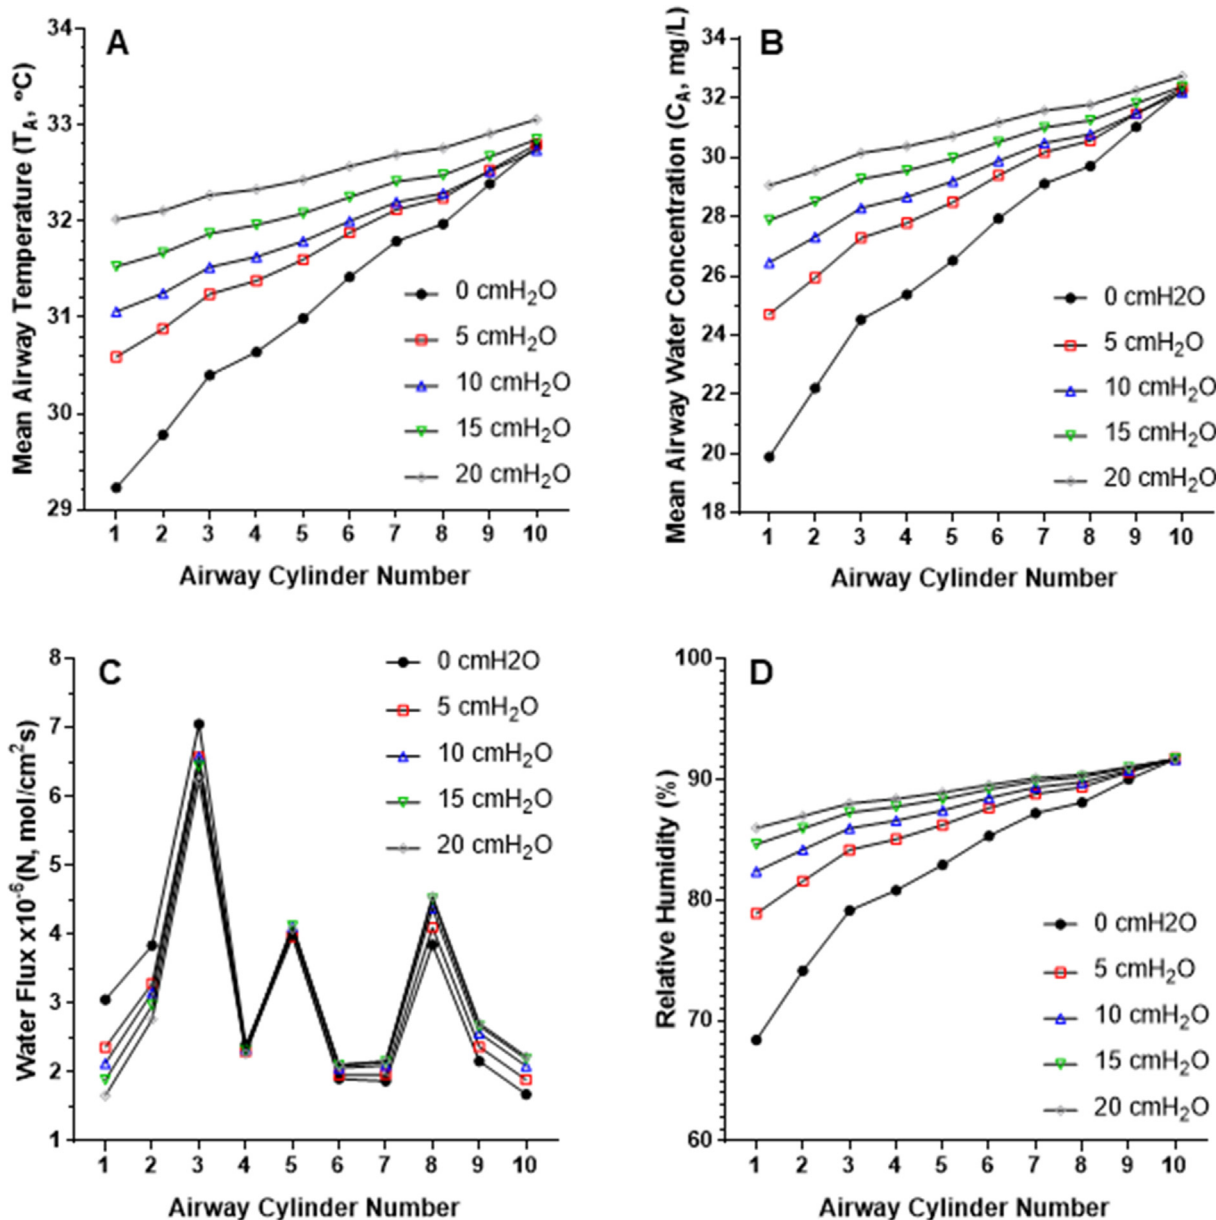 A
Mean Airway Temperature (T_A, ºC)
34
33
32
31
30
29
0 cmH₂O
5 cmH₂O
10 cmH₂O
15 cmH₂O
20 cmH₂O
1 2 3 4 5 6 7 8 9 10
Airway Cylinder Number
B
Mean Airway Water Concentration (C_A, mg/L)
34
32
30
28
26
24
22
20
18
0 cmH2O
5 cmH₂O
10 cmH₂O
15 cmH₂O
20 cmH₂O
1 2 3 4 5 6 7 8 9 10
Airway Cylinder Number
C
Water Flux x10⁻⁶(N, mol/cm²s)
8
7
6
5
4
3
2
1
0 cmH2O
5 cmH₂O
10 cmH₂O
15 cmH₂O
20 cmH₂O
1 2 3 4 5 6 7 8 9 10
Airway Cylinder Number
D
Relative Humidity (%)
100
90
80
70
60
0 cmH2O
5 cmH₂O
10 cmH₂O
15 cmH₂O
20 cmH₂O
1 2 3 4 5 6 7 8 9 10
Airway Cylinder Number